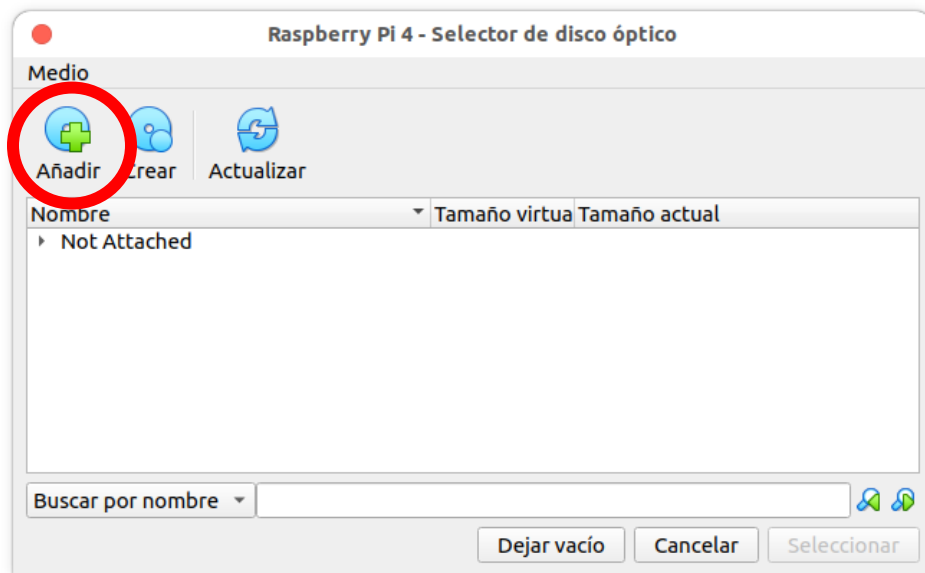 Raspberry Pi 4 - Selector de disco óptico
Medio
Añadir Crear Actualizar
Nombre Tamaño virtua Tamaño actual
Not Attached
Buscar por nombre
Dejar vacío Cancelar Seleccionar